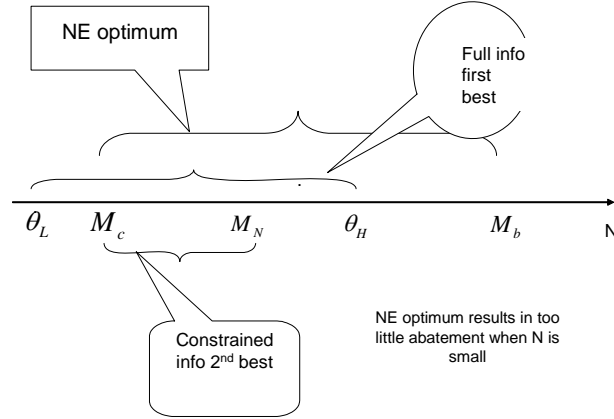 NE optimum
Full info
first
best
θ_L M_c M_N θ_H M_b N
Constrained
info 2nd best
NE optimum results in too
little abatement when N is
small